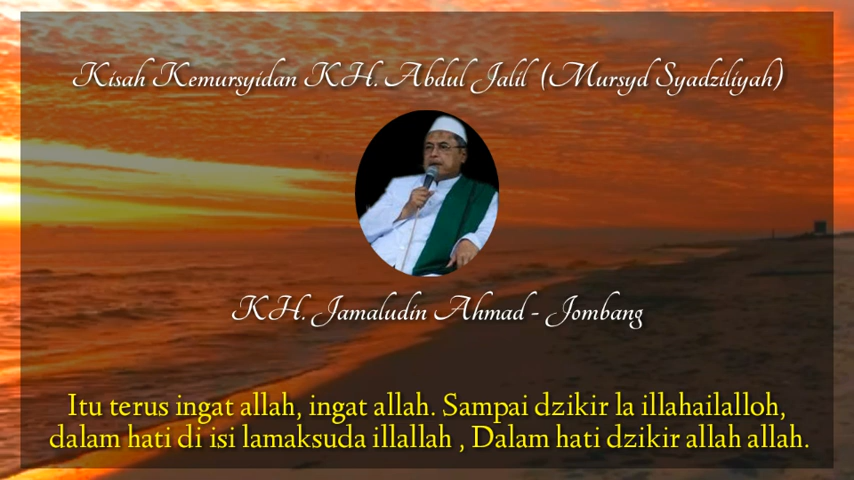 Kisah Kemursyidan KH. Abdul Jalil (Mursyd Syadziliyah)
KH. Jamaludin Ahmad - Jombang
Itu terus ingat allah, ingat allah. Sampai dzikir la illahailalloh,
dalam hati di isi lamaksuda illallah , Dalam hati dzikir allah allah.